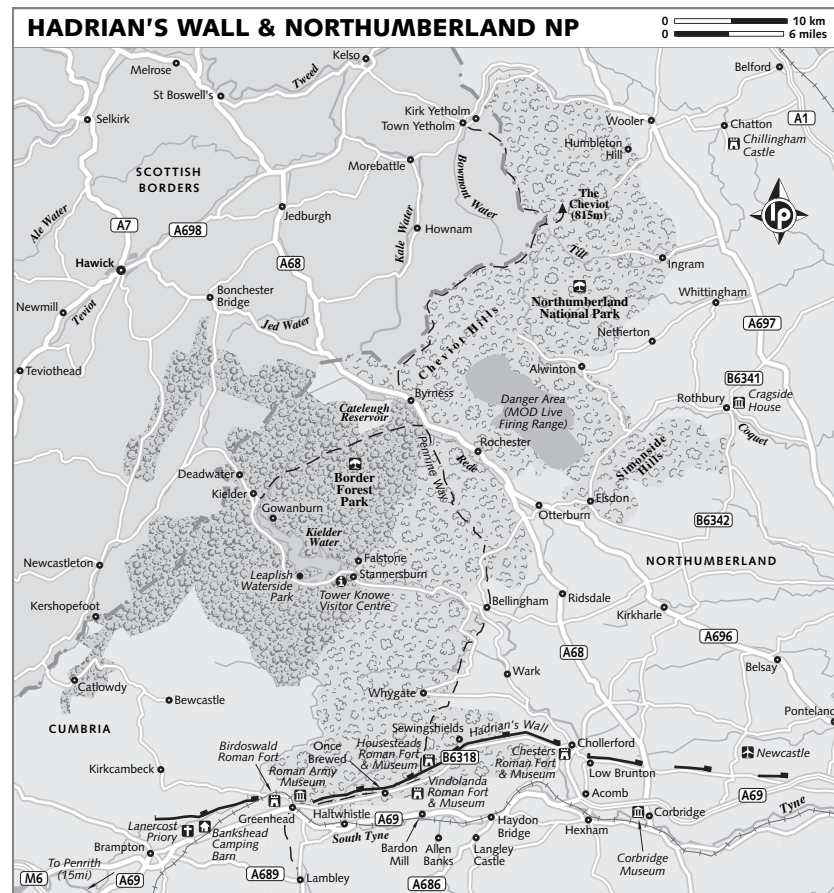 HADRIAN'S WALL & NORTHUMBERLAND NP
0 10 km
0 6 miles
Melrose
Kelso
Tweed
Belford
St Boswell's
Kirk Yetholm
Town Yetholm
Wooler
A1
Selkirk
Chatton
Chillingham
Castle
Humbleton
Hill
SCOTTISH
BORDERS
Morebattle
Bowmont Water
The
Cheviot
(815m)
lp
Ale Water
A7
A698
Jedburgh
Kale Water
Hownam
Till
Hawick
A68
Ingram
Bonchester
Bridge
Northumberland
National Park
Whittingham
Newmill
Teviot
Jed Water
Cheviot Hills
Netherton
A697
Teviothead
Alwinton
B6341
Byrness
Danger Area
(MOD Live
Firing Range)
Rothbury
Cragside
House
Cateleugh
Reservoir
Coquet
Rochester
Rede
Pennine Way
Simonside
Hills
Deadwater
Border
Forest
Park
Kielder
Gowanburn
Elsdon
Otterburn
B6342
Kielder
Water
NORTHUMBERLAND
Newcastleton
Falstone
Leaplish
Waterside
Park
Stannersburn
Tower Knowe
Visitor Centre
Kershopefoot
Bellingham
Ridsdale
Kirkharle
A68
A696
Belsay
Wark
Catlowdy
Bewcastle
Whygate
Ponteland
CUMBRIA
Sewingshields
Hadrian's Wall
Birdoswald
Roman Fort
Once
Brewed
Housesteads
Roman Fort
& Museum
B6318
Chesters
Roman Fort
& Museum
Chollerford
Newcastle
Kirkcambeck
Roman Army
Museum
Vindolanda
Roman Fort
& Museum
Low Brunton
Acomb
A69
Tyne
Greenhead
Haltwhistle
A69
Haydon
Bridge
Corbridge
Lanercost
Priory
Bankshead
Camping
Barn
South Tyne
Hexham
Brampton
Bardon
Mill
Allen
Banks
Langley
Castle
Corbridge
Museum
To Penrith
(15mi)
M6
A69
A689
Lambley
A686